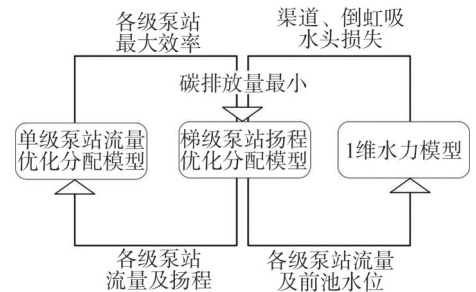 各级泵站
最大效率
渠道、倒虹吸
水头损失
碳排放量最小
单级泵站流量
优化分配模型
梯级泵站扬程
优化分配模型
1维水力模型
各级泵站
流量及扬程
各级泵站流量
及前池水位